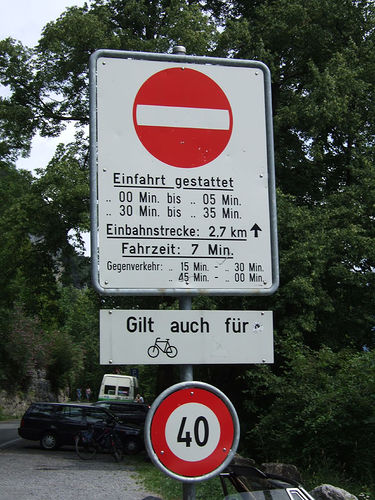 Einfahrt gestattet
.. 00 Min. bis .. 05 Min.
.. 30 Min. bis .. 35 Min.
Einbahnstrecke: 2.7 km
Fahrzeit: 7 Min.
Gegenverkehr: .. 15 Min. - .. 30 Min.
.. 45 Min. - .. 00 Min.
Gilt auch für
40